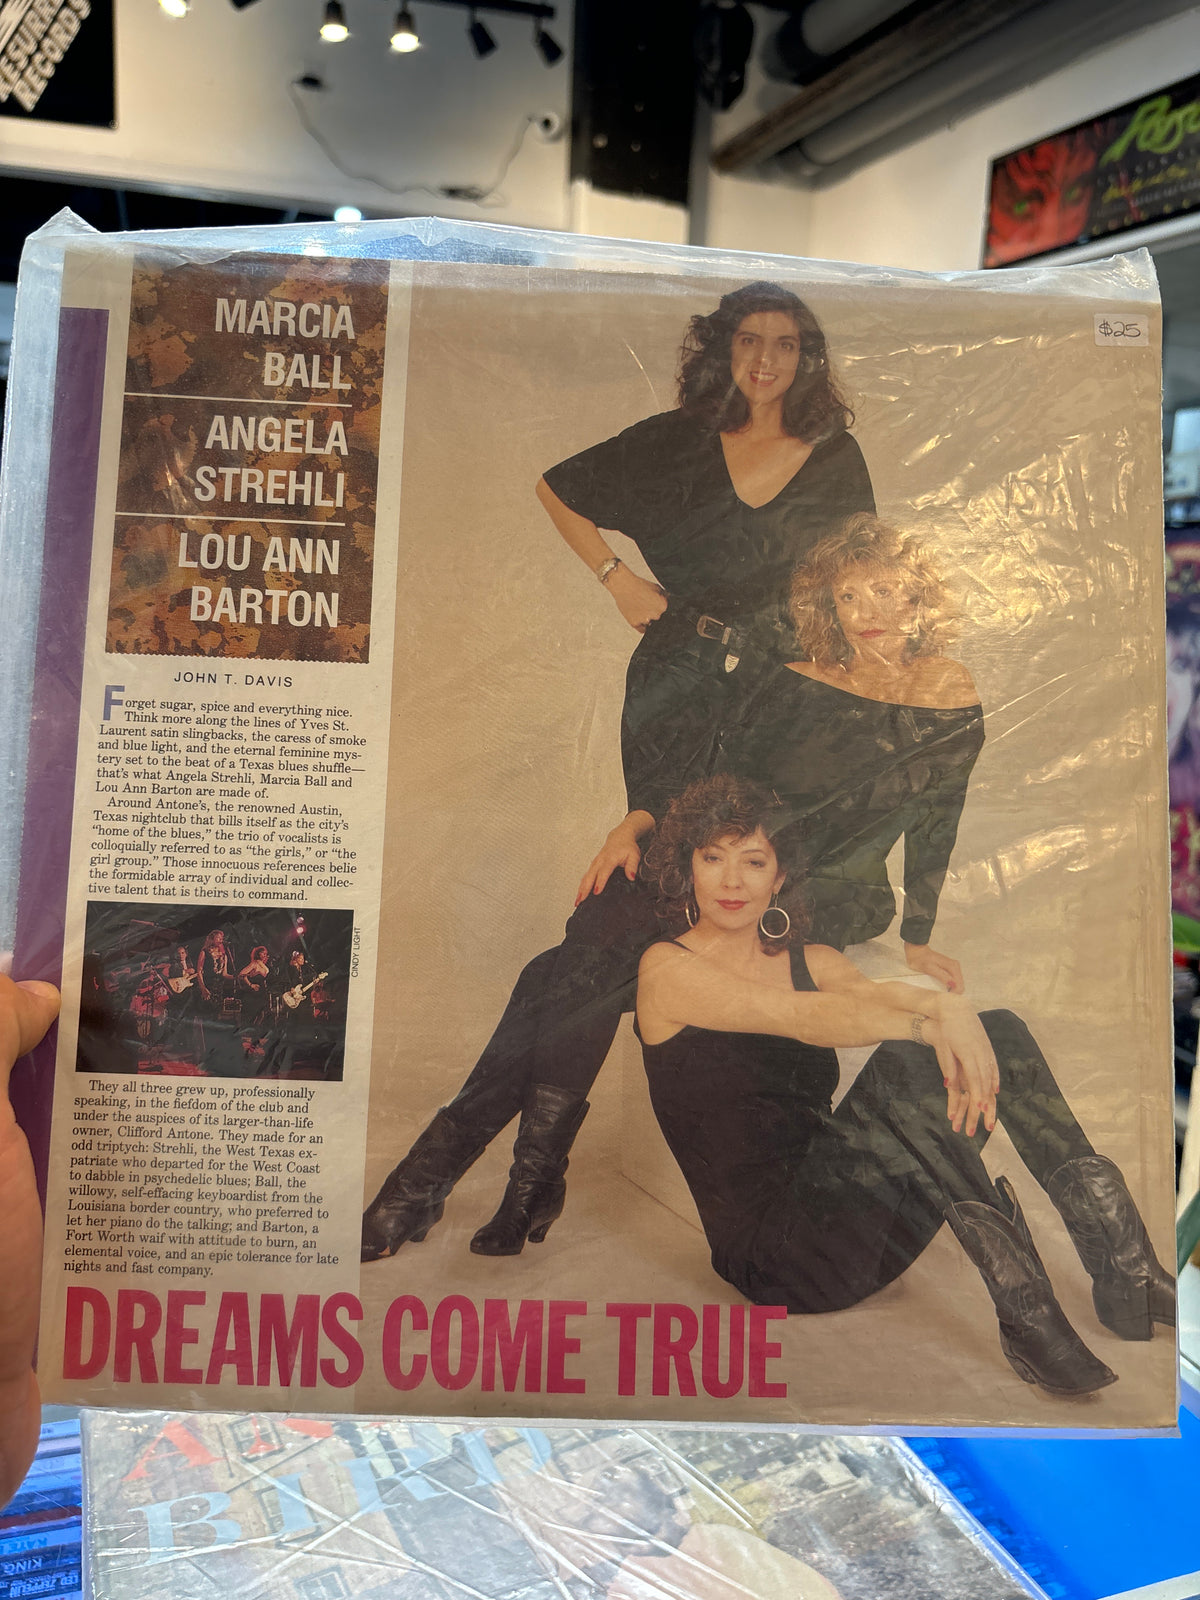 RECORDS
POISON
$25
MARCIA
BALL
ANGELA
STREHLI
LOU ANN
BARTON
JOHN T. DAVIS
Forget sugar, spice and everything nice.
Think more along the lines of Yves St.
Laurent satin slingbacks, the caress of smoke
and blue light, and the eternal feminine mys-
tery set to the beat of a Texas blues shuffle—
that's what Angela Strehli, Marcia Ball and
Lou Ann Barton are made of.
Around Antone's, the renowned Austin,
Texas nightclub that bills itself as the city's
"home of the blues," the trio of vocalists is
colloquially referred to as "the girls," or "the
girl group." Those innocuous references belie
the formidable array of individual and collec-
tive talent that is theirs to command.
CINDY LIGHT
They all three grew up, professionally
speaking, in the fiefdom of the club and
under the auspices of its larger-than-life
owner, Clifford Antone. They made for an
odd triptych: Strehli, the West Texas ex-
patriate who departed for the West Coast
to dabble in psychedelic blues; Ball, the
willowy, self-effacing keyboardist from the
Louisiana border country, who preferred to
let her piano do the talking; and Barton, a
Fort Worth waif with attitude to burn, an
elemental voice, and an epic tolerance for late
nights and fast company.
DREAMS COME TRUE
BIRD
KING
LED ZEPPELIN